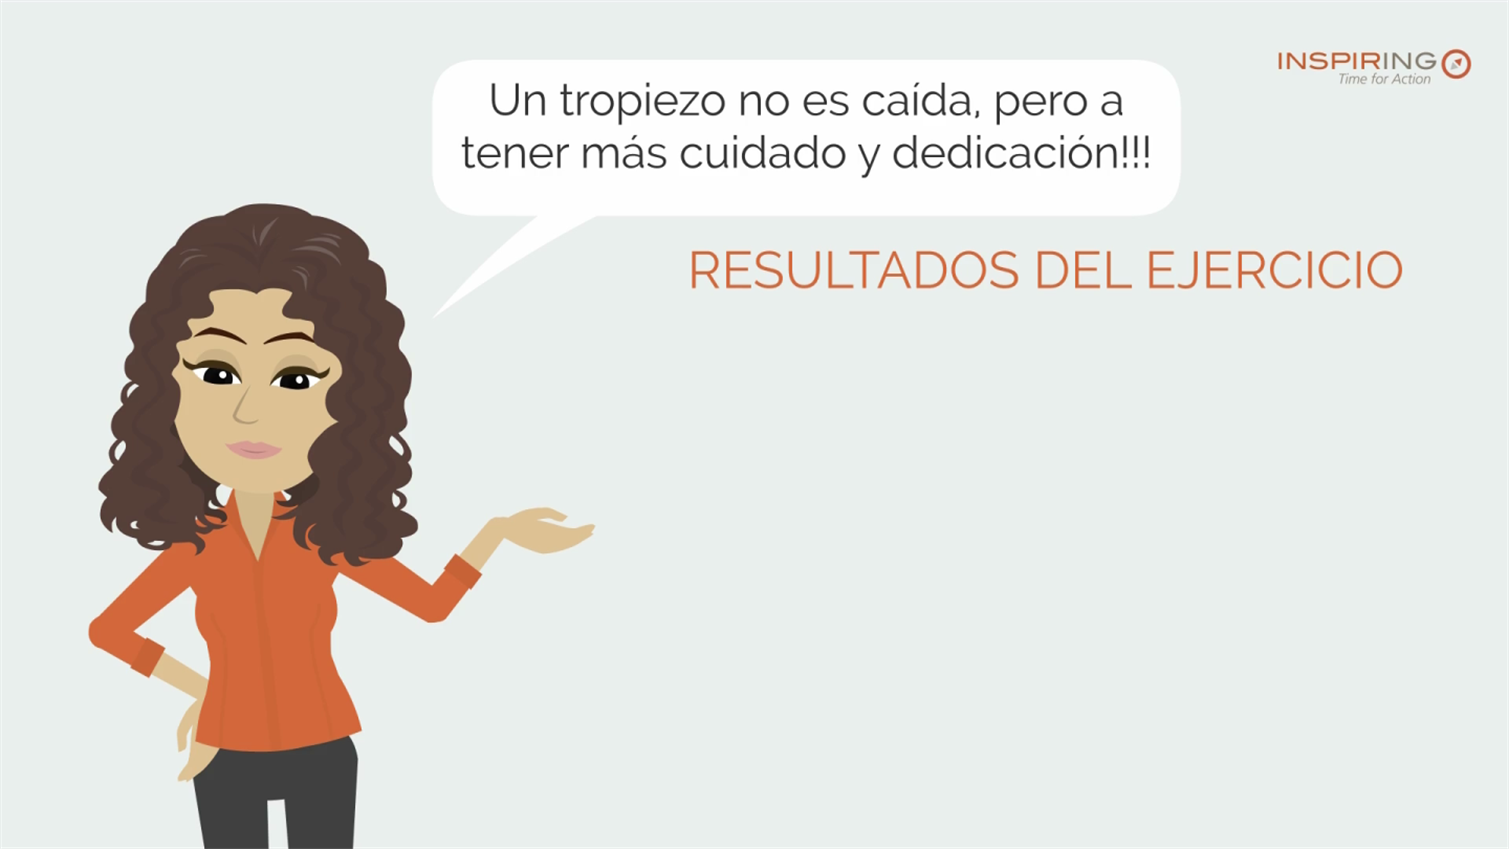 INSPIRING
Time for Action
Un tropiezo no es caída, pero a
tener más cuidado y dedicación!!!
RESULTADOS DEL EJERCICIO